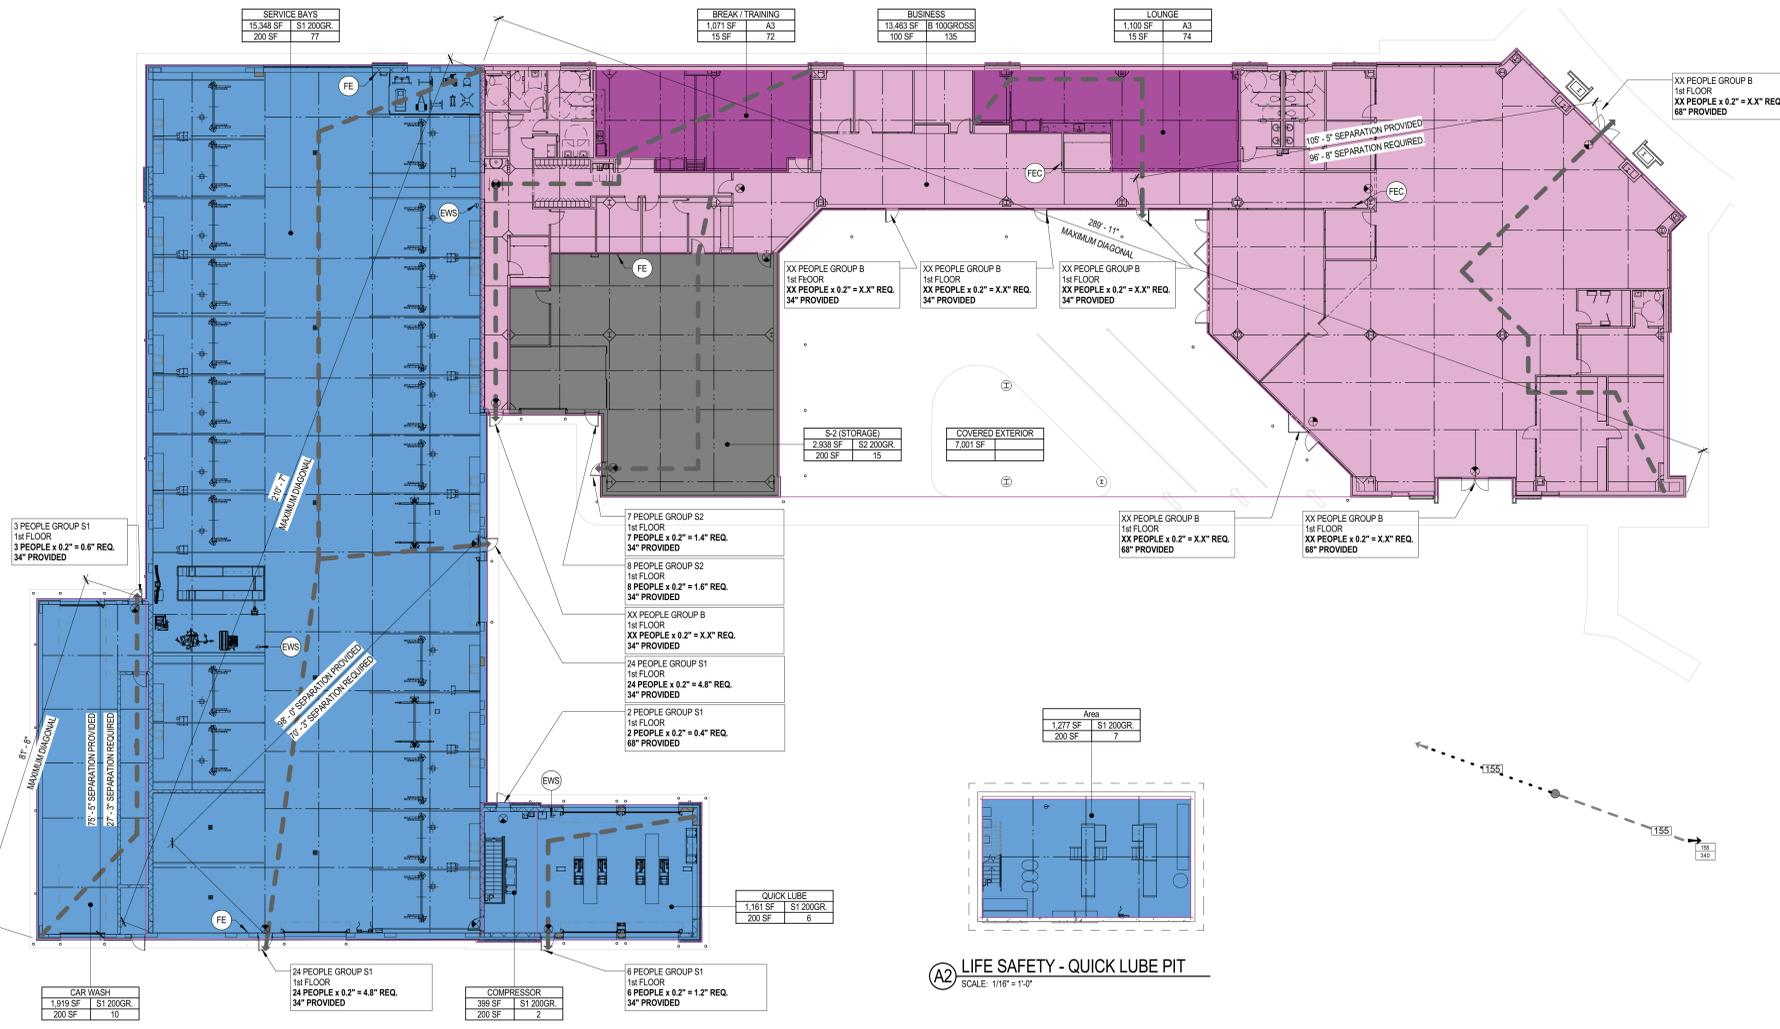 SERVICE BAYS
15,348 SF S1 200GR.
200 SF 77
BREAK / TRAINING
1,071 SF A3
15 SF 72
BUSINESS
13,463 SF B 100GROSS
100 SF 135
LOUNGE
1,100 SF A3
15 SF 74
XX PEOPLE GROUP B
1st FLOOR
XX PEOPLE x 0.2" = X.X" REQ
68" PROVIDED
FE
EWS
FE
FEC
FEC
105' - 5" SEPARATION PROVIDED
96' - 8" SEPARATION REQUIRED
289' - 11"
MAXIMUM DIAGONAL
XX PEOPLE GROUP B
1st FLOOR
XX PEOPLE x 0.2" = X.X" REQ.
34" PROVIDED
XX PEOPLE GROUP B
1st FLOOR
XX PEOPLE x 0.2" = X.X" REQ.
34" PROVIDED
XX PEOPLE GROUP B
1st FLOOR
XX PEOPLE x 0.2" = X.X" REQ.
34" PROVIDED
S-2 (STORAGE)
2,938 SF S2 200GR.
200 SF 15
COVERED EXTERIOR
7,001 SF
210' - 7"
MAXIMUM DIAGONAL
3 PEOPLE GROUP S1
1st FLOOR
3 PEOPLE x 0.2" = 0.6" REQ.
34" PROVIDED
7 PEOPLE GROUP S2
1st FLOOR
7 PEOPLE x 0.2" = 1.4" REQ.
34" PROVIDED
8 PEOPLE GROUP S2
1st FLOOR
8 PEOPLE x 0.2" = 1.6" REQ.
34" PROVIDED
XX PEOPLE GROUP B
1st FLOOR
XX PEOPLE x 0.2" = X.X" REQ.
34" PROVIDED
24 PEOPLE GROUP S1
1st FLOOR
24 PEOPLE x 0.2" = 4.8" REQ.
34" PROVIDED
2 PEOPLE GROUP S1
1st FLOOR
2 PEOPLE x 0.2" = 0.4" REQ.
68" PROVIDED
XX PEOPLE GROUP B
1st FLOOR
XX PEOPLE x 0.2" = X.X" REQ.
68" PROVIDED
XX PEOPLE GROUP B
1st FLOOR
XX PEOPLE x 0.2" = X.X" REQ.
68" PROVIDED
EWS
98' - 0" SEPARATION PROVIDED
70' - 3" SEPARATION REQUIRED
81' - 8"
MAXIMUM DIAGONAL
75' - 5" SEPARATION PROVIDED
27' - 3" SEPARATION REQUIRED
EWS
FE
Area
1,277 SF S1 200GR.
200 SF 7
155
155
155
340
QUICK LUBE
1,161 SF S1 200GR.
200 SF 6
CAR WASH
1,919 SF S1 200GR.
200 SF 10
24 PEOPLE GROUP S1
1st FLOOR
24 PEOPLE x 0.2" = 4.8" REQ.
34" PROVIDED
COMPRESSOR
399 SF S1 200GR.
200 SF 2
6 PEOPLE GROUP S1
1st FLOOR
6 PEOPLE x 0.2" = 1.2" REQ.
34" PROVIDED
A2 LIFE SAFETY - QUICK LUBE PIT
SCALE: 1/16" = 1'-0"